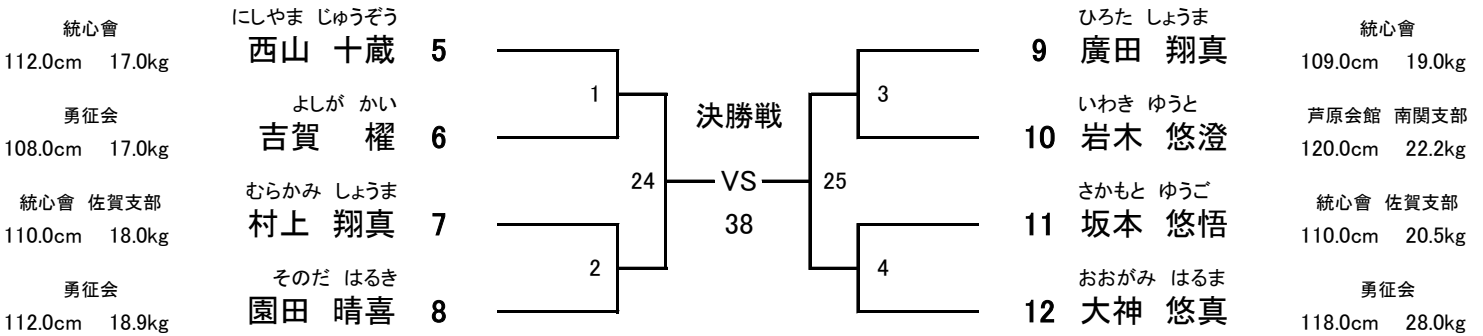 にしやま じゅうぞう
統心會
西山 十蔵 5
112.0cm 17.0kg
よしが かい
勇征会
吉賀 櫂 6
108.0cm 17.0kg
むらかみ しょうま
統心會 佐賀支部
村上 翔真 7
110.0cm 18.0kg
そのだ はるき
勇征会
園田 晴喜 8
112.0cm 18.9kg
1
2
24
決勝戦
VS
38
25
3
4
ひろた しょうま
統心會
9 廣田 翔真
109.0cm 19.0kg
いわき ゆうと
芦原会館 南関支部
10 岩木 悠澄
120.0cm 22.2kg
さかもと ゆうご
統心會 佐賀支部
11 坂本 悠悟
110.0cm 20.5kg
おおがみ はるま
勇征会
12 大神 悠真
118.0cm 28.0kg